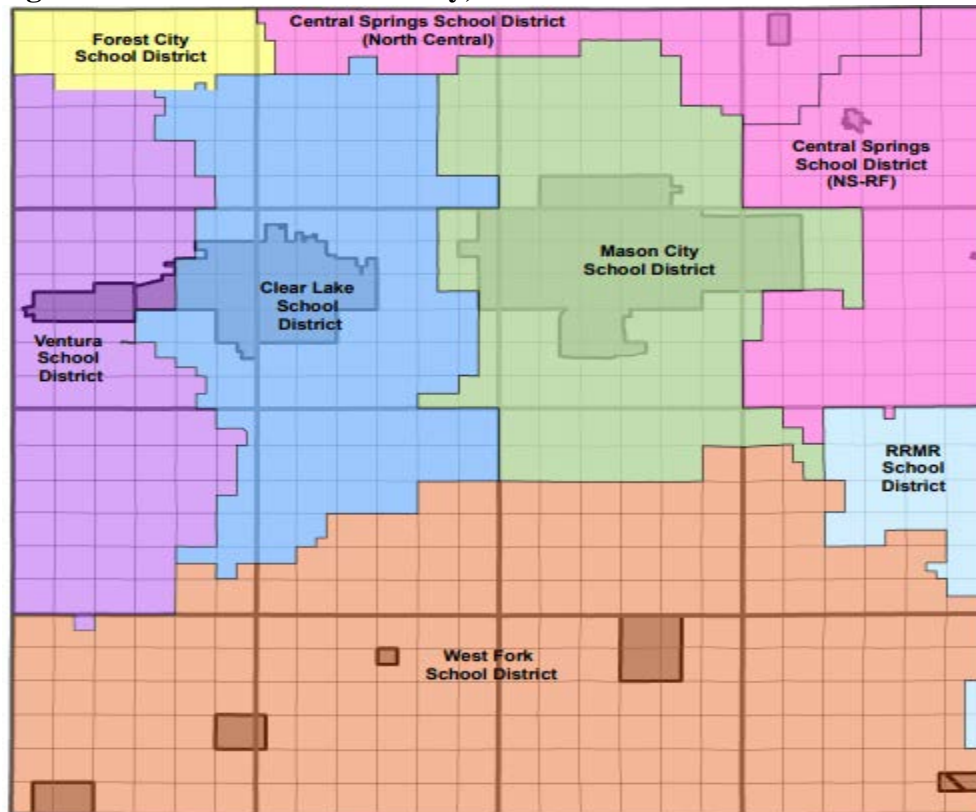 Central Springs School District
(North Central)
Forest City
School District
Central Springs
School District
(NS-RF)
Mason City
School District
Clear Lake
School
District
Ventura
School
District
RRMR
School
District
West Fork
School District